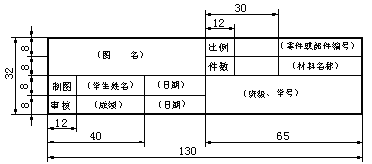 30
12
8
8
8
8
32
(图 名)
比例
(零件或部件编号)
件数
(材料名称)
制图
(学生姓名)
(日期)
(班级、学号)
审核
(成绩)
(日期)
12
40
65
130